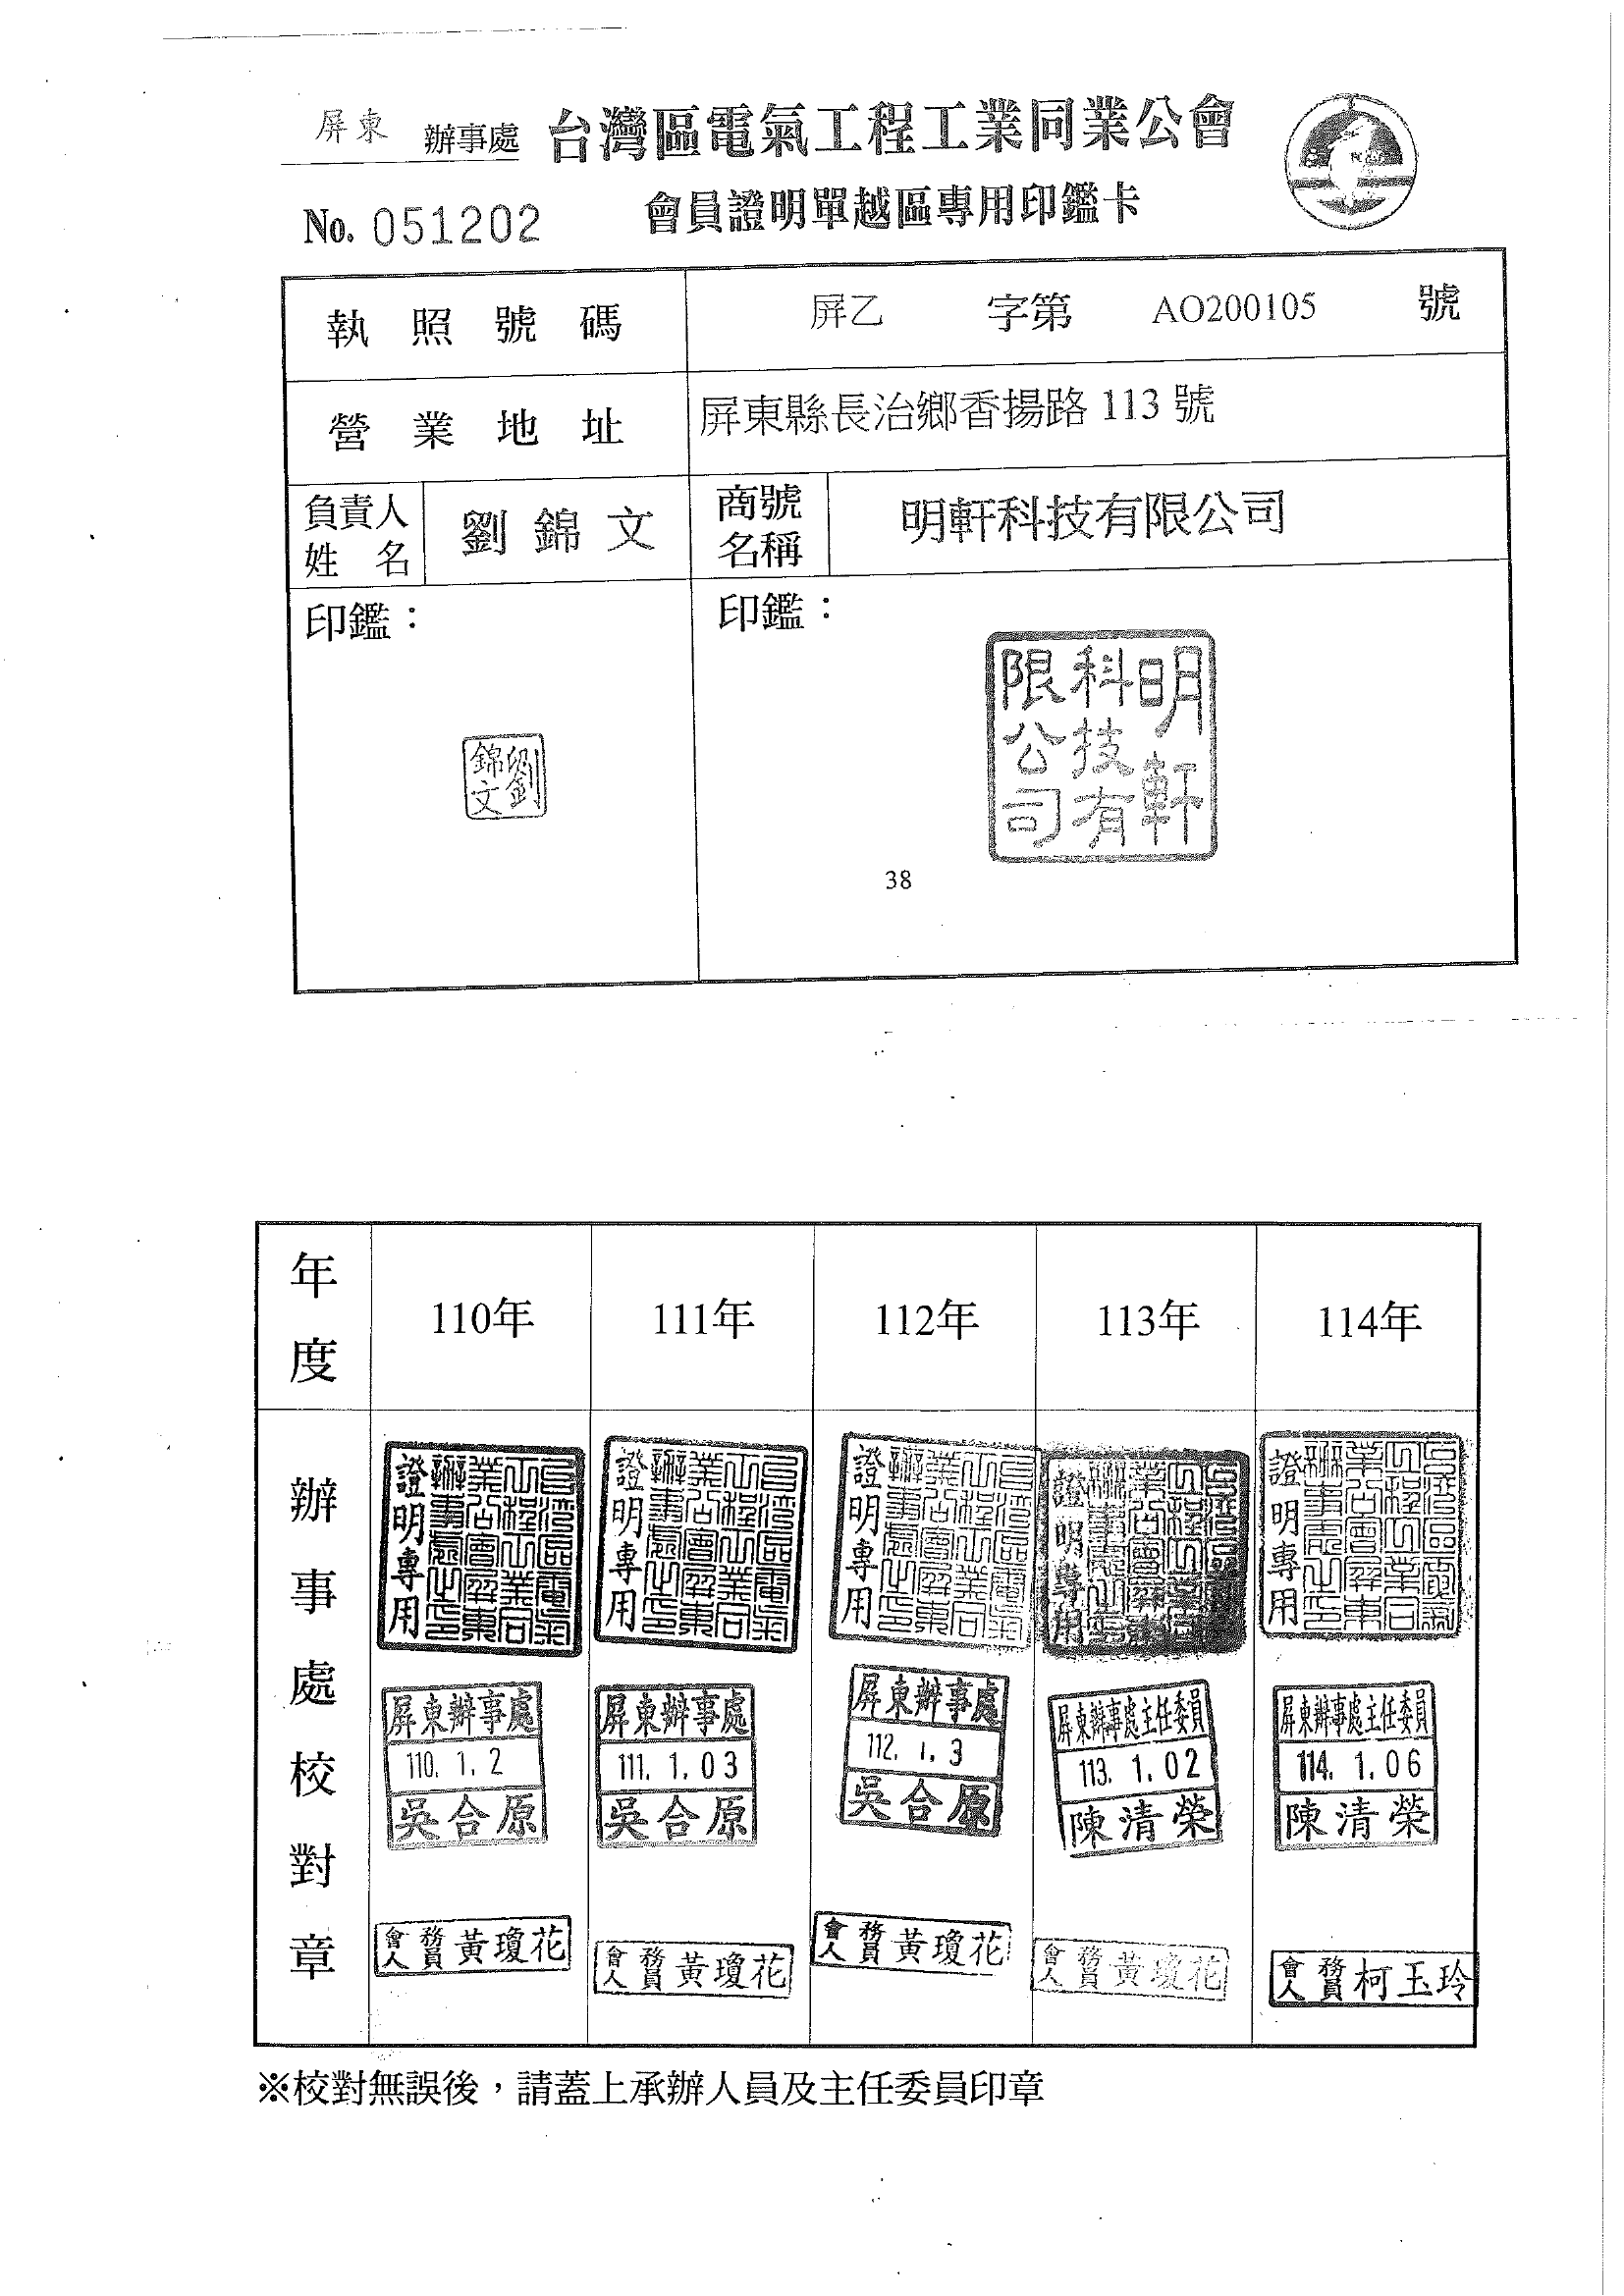 屏東 辦事處 台灣區電氣工程工業同業公會
No. 051202 會員證明單越區專用印鑑卡
執照號碼 屏乙 字第 AO200105 號
營業地址 屏東縣長治鄉香揚路 113 號
負責人姓名 劉錦文 商號名稱 明軒科技有限公司
印鑑： 印鑑：
劉錦文印
明軒科技有限公司
38
年度 110年 111年 112年 113年 114年
辦事處校對章
台灣區電氣工程工業同業公會屏東辦事處之印 證明專用
台灣區電氣工程工業同業公會屏東辦事處之印 證明專用
台灣區電氣工程工業同業公會屏東辦事處之印 證明專用
台灣區電氣工程工業同業公會屏東辦事處之印 證明專用
台灣區電氣工程工業同業公會屏東辦事處之印 證明專用
屏東辦事處 屏東辦事處 屏東辦事處 屏東辦事處主任委員 屏東辦事處主任委員
110. 1. 2 111. 1. 03 112. 1. 3 113. 1. 02 114. 1. 06
吳合原 吳合原 吳合原 陳清榮 陳清榮
會務人員 黃瓊花 會務人員 黃瓊花 會務人員 黃瓊花 會務人員 黃瓊花 會務人員 柯玉玲
※校對無誤後，請蓋上承辦人員及主任委員印章